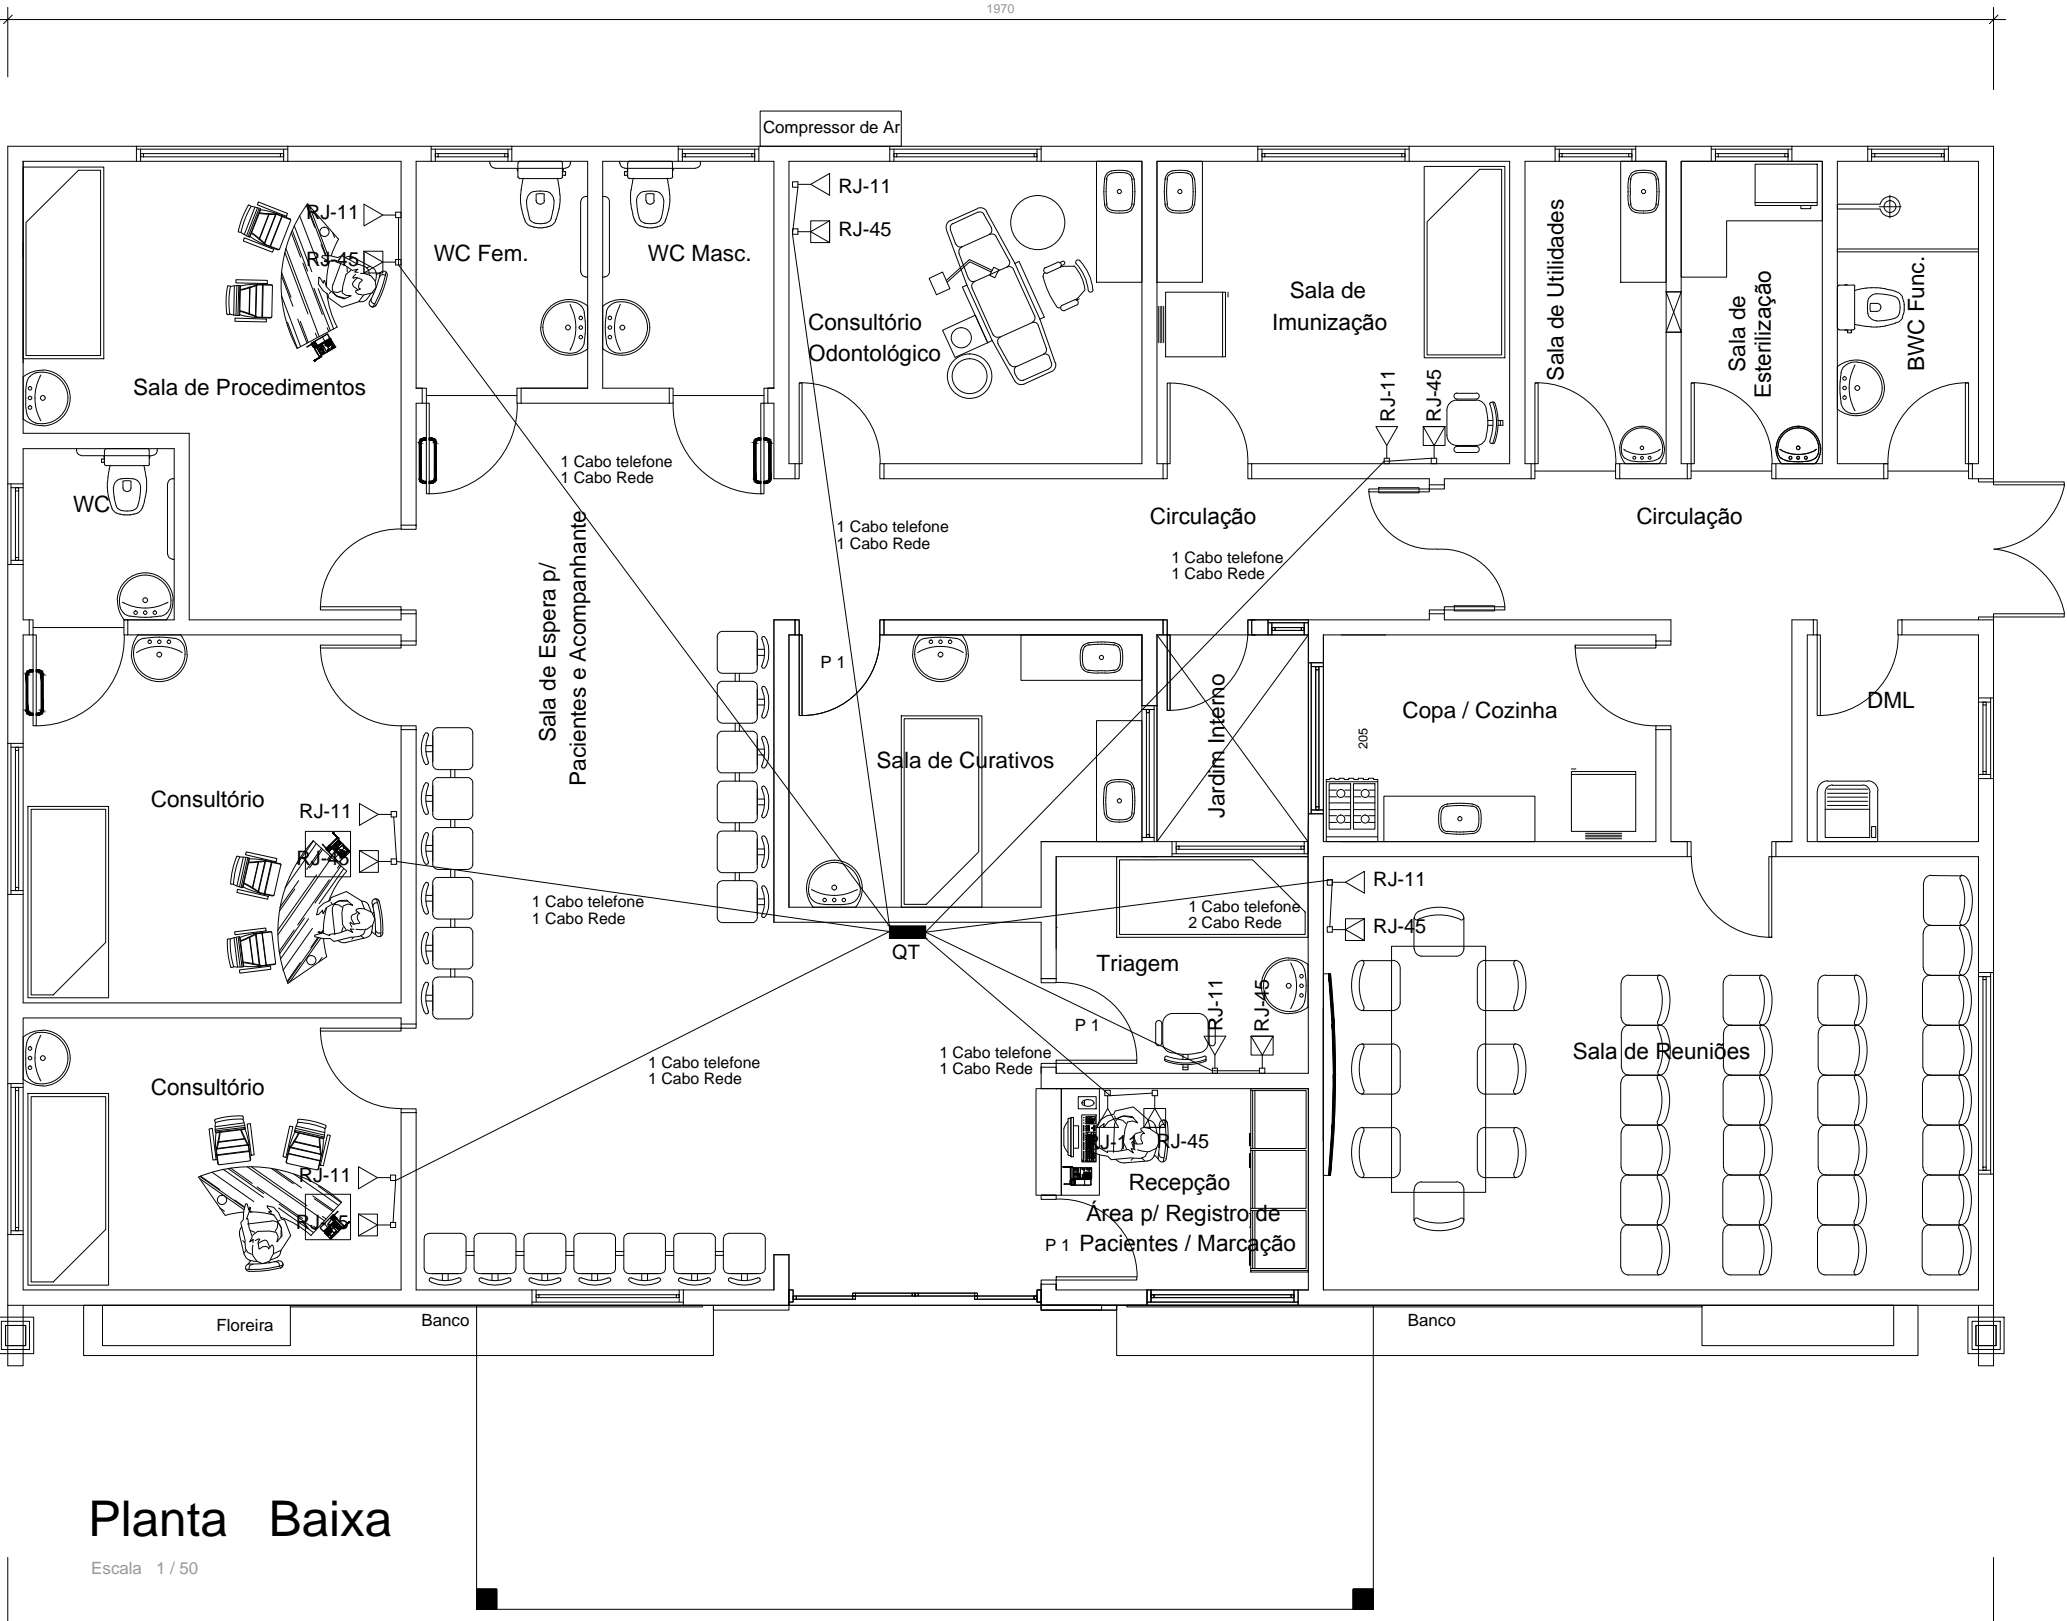 1970
Compressor de Ar
RJ-11
RJ-45
WC Fem.
WC Masc.
RJ-11
RJ-45
Consultório
Odontológico
Sala de
Imunização
RJ-11
RJ-45
Sala de Utilidades
Sala de
Esterilização
BWC Func.
Sala de Procedimentos
WC
1 Cabo telefone
1 Cabo Rede
1 Cabo telefone
1 Cabo Rede
Circulação
1 Cabo telefone
1 Cabo Rede
Circulação
Sala de Espera p/
Pacientes e Acompanhante
P 1
Sala de Curativos
Jardim Interno
Copa / Cozinha
205
DML
Consultório
RJ-11
RJ-45
1 Cabo telefone
1 Cabo Rede
QT
1 Cabo telefone
2 Cabo Rede
RJ-11
RJ-45
Triagem
RJ-11
RJ-45
P 1
Sala de Reuniões
1 Cabo telefone
1 Cabo Rede
1 Cabo telefone
1 Cabo Rede
Consultório
RJ-11
RJ-45
RJ-11
RJ-45
Recepção
Área p/ Registro de
Pacientes / Marcação
P 1
Floreira
Banco
Banco
Planta Baixa
Escala 1 / 50